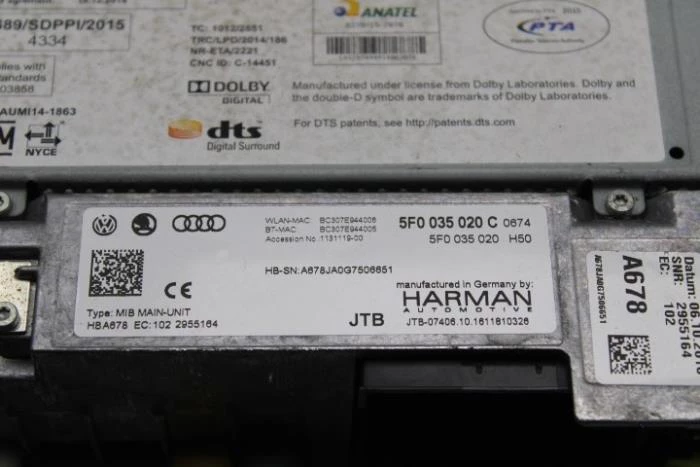 489/SDPPI/2015
4334
TC: 1012/2651
TRC/LPD/2014/186
NR-ETA/2221
CNC ID: C-14451
ANATEL
PTA
standards
AUMI14-1863
NYCE
DOLBY
DIGITAL
Manufactured under license from Dolby Laboratories. Dolby and
the double-D symbol are trademarks of Dolby Laboratories.
dts
Digital Surround
For DTS patents, see http://patents.dts.com
WLAN-MAC BC307E944006
BT-MAC BC307E944005
Accession No.:1131119-00
5F0 035 020 C 0674
5F0 035 020 H50
HB-SN: A678JA0G7506651
CE
Type: MIB MAIN-UNIT
HBA678 EC: 102 2955164
JTB
manufactured in Germany by:
HARMAN
AUTOMOTIVE
JTB-07406.10.1611810326
A678JA0G7506651
A678
EC: 102
SNR: 2955164